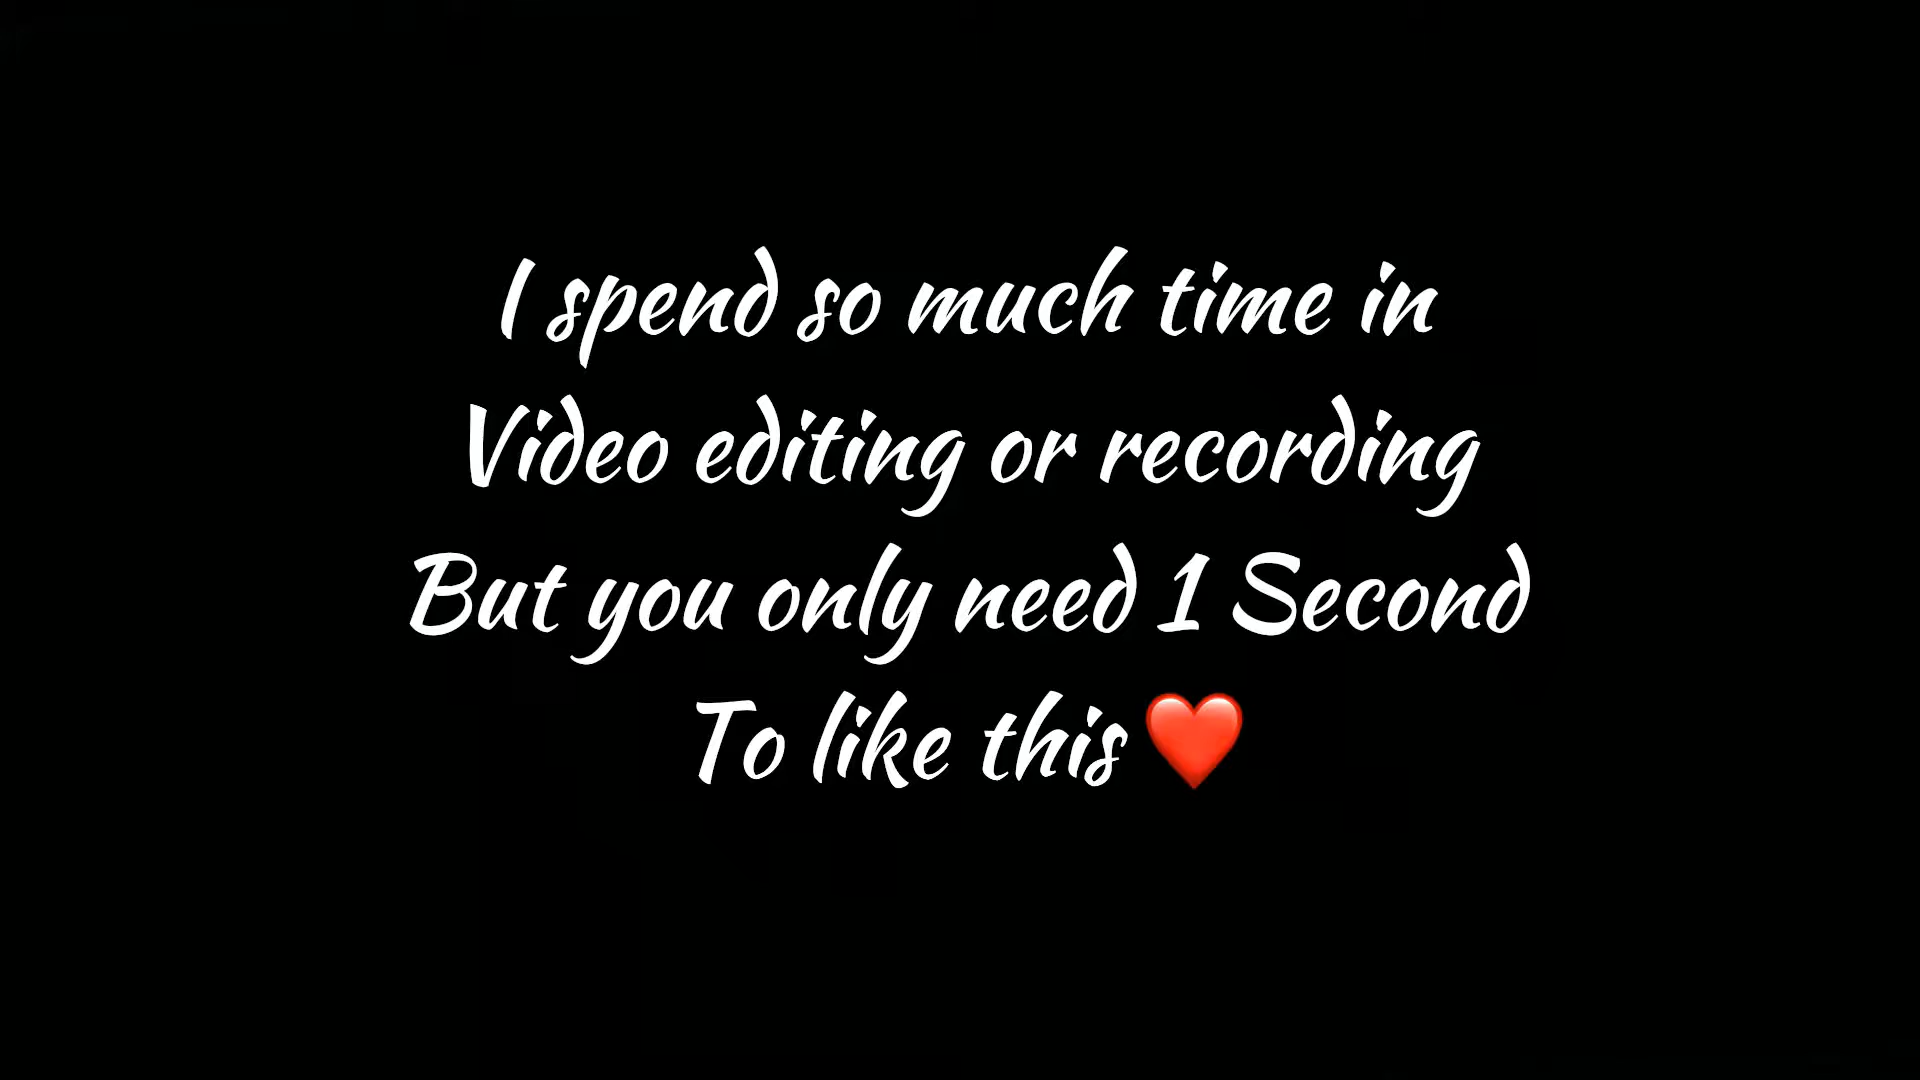 I spend so much time in
Video editing or recording
But you only need 1 Second
To like this ❤️